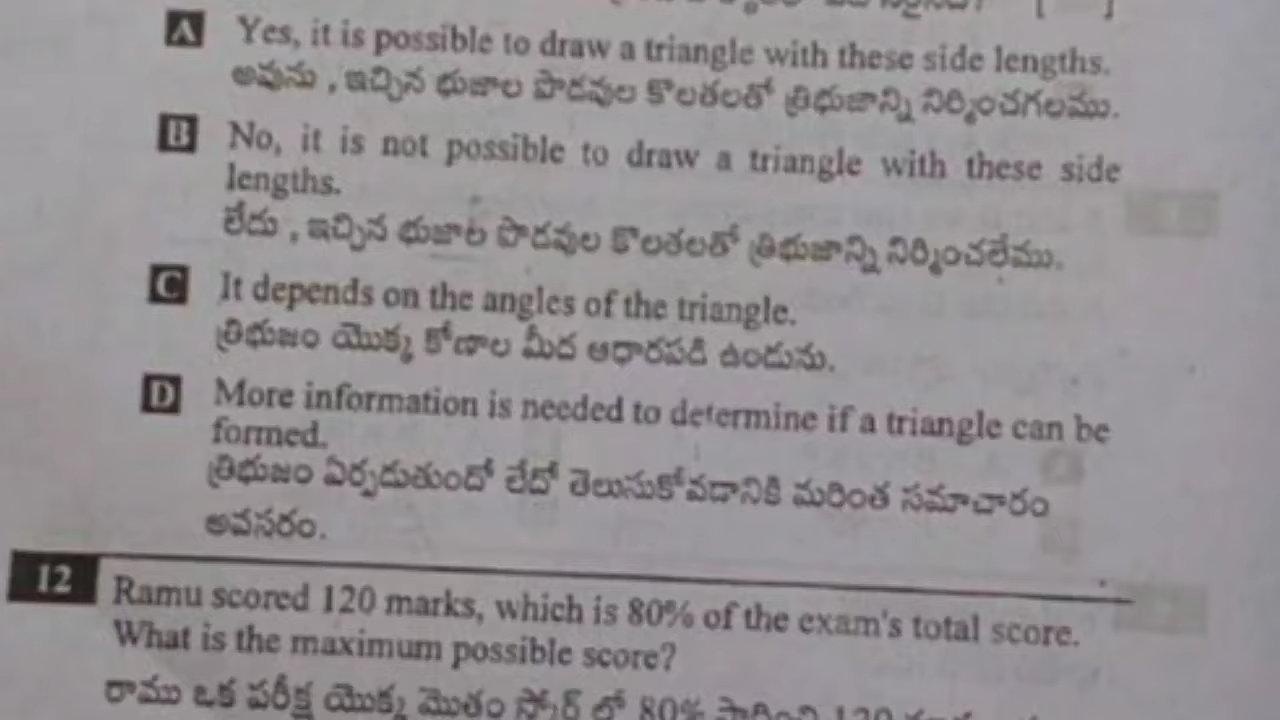 [ ]
A Yes, it is possible to draw a triangle with these side lengths.
అవును , ఇచ్చిన భుజాల పొడవుల కొలతలతో త్రిభుజాన్ని నిర్మించగలము.
B No, it is not possible to draw a triangle with these side
lengths.
లేదు , ఇచ్చిన భుజాల పొడవుల కొలతలతో త్రిభుజాన్ని నిర్మించలేము.
C It depends on the angles of the triangle.
త్రిభుజం యొక్క కోణాల మీద ఆధారపడి ఉండును.
D More information is needed to determine if a triangle can be
formed.
త్రిభుజం ఏర్పడుతుందో లేదో తెలుసుకోవడానికి మరింత సమాచారం
అవసరం.
12 Ramu scored 120 marks, which is 80% of the exam's total score.
What is the maximum possible score?
రాము ఒక పరీక్ష యొక్క మొత్తం స్కోర్ లో 80% సాధించి 120